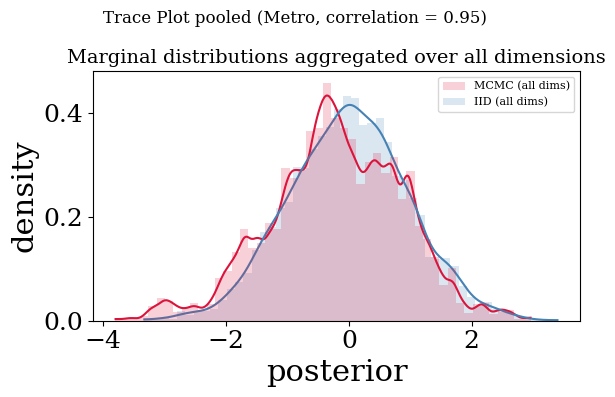 Trace Plot pooled (Metro, correlation = 0.95)
Marginal distributions aggregated over all dimensions
MCMC (all dims)
IID (all dims)
density
0.4
0.2
0.0
−4
−2
0
2
posterior